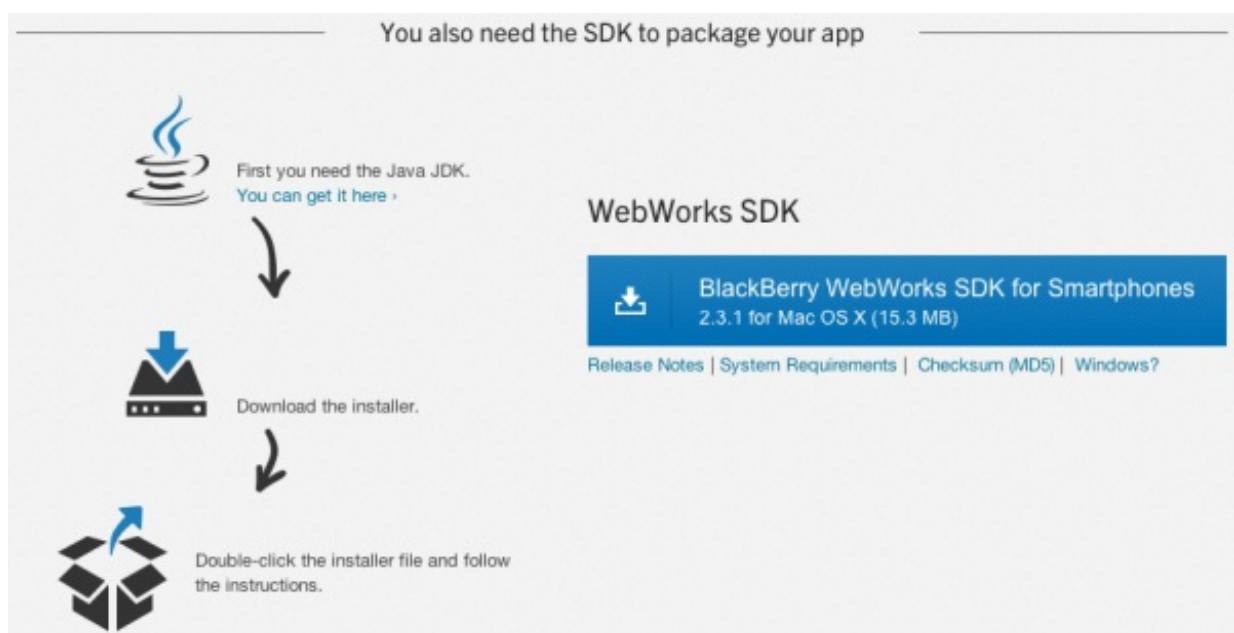 You also need the SDK to package your app
First you need the Java JDK.
You can get it here ›
Download the installer.
Double-click the installer file and follow
the instructions.
WebWorks SDK
BlackBerry WebWorks SDK for Smartphones
2.3.1 for Mac OS X (15.3 MB)
Release Notes | System Requirements | Checksum (MD5) | Windows?